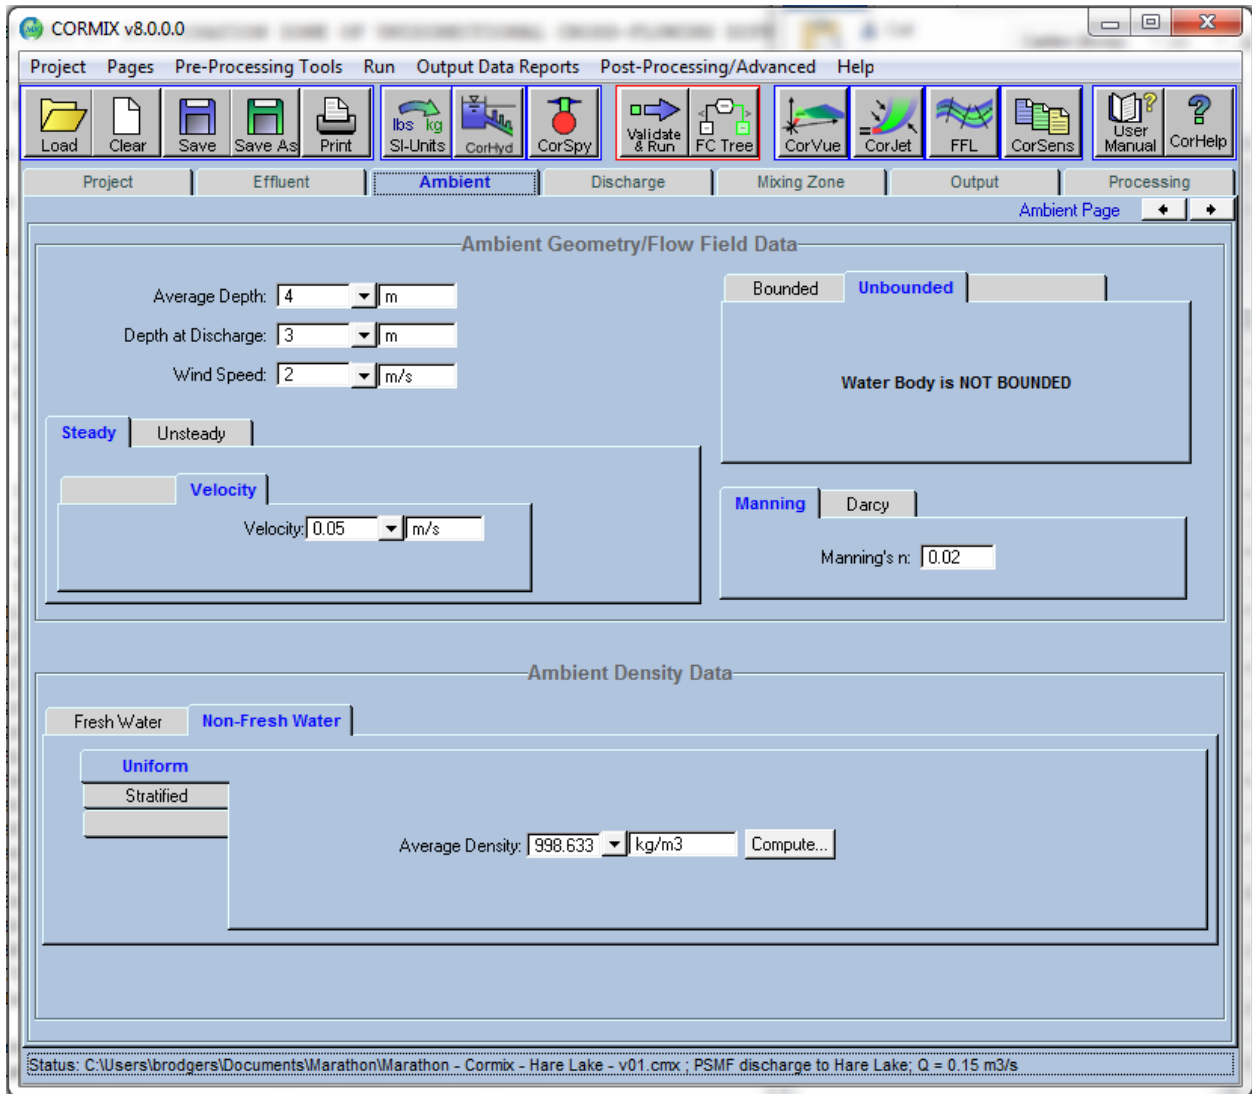 CORMIX v8.0.0.0
Project Pages Pre-Processing Tools Run Output Data Reports Post-Processing/Advanced Help
lbs kg
Load Clear Save Save As Print SI-Units CorHyd CorSpy Validate & Run FC Tree CorVue CorJet FFL CorSens User Manual CorHelp
Project Effluent Ambient Discharge Mixing Zone Output Processing
Ambient Page
Ambient Geometry/Flow Field Data
Average Depth: 4 m
Depth at Discharge: 3 m
Wind Speed: 2 m/s
Bounded Unbounded
Water Body is NOT BOUNDED
Steady Unsteady
Velocity
Velocity: 0.05 m/s
Manning Darcy
Manning's n: 0.02
Ambient Density Data
Fresh Water Non-Fresh Water
Uniform
Stratified
Average Density: 998.633 kg/m3 Compute...
Status: C:\Users\brodgers\Documents\Marathon\Marathon - Cormix - Hare Lake - v01.cmx ; PSMF discharge to Hare Lake; Q = 0.15 m3/s